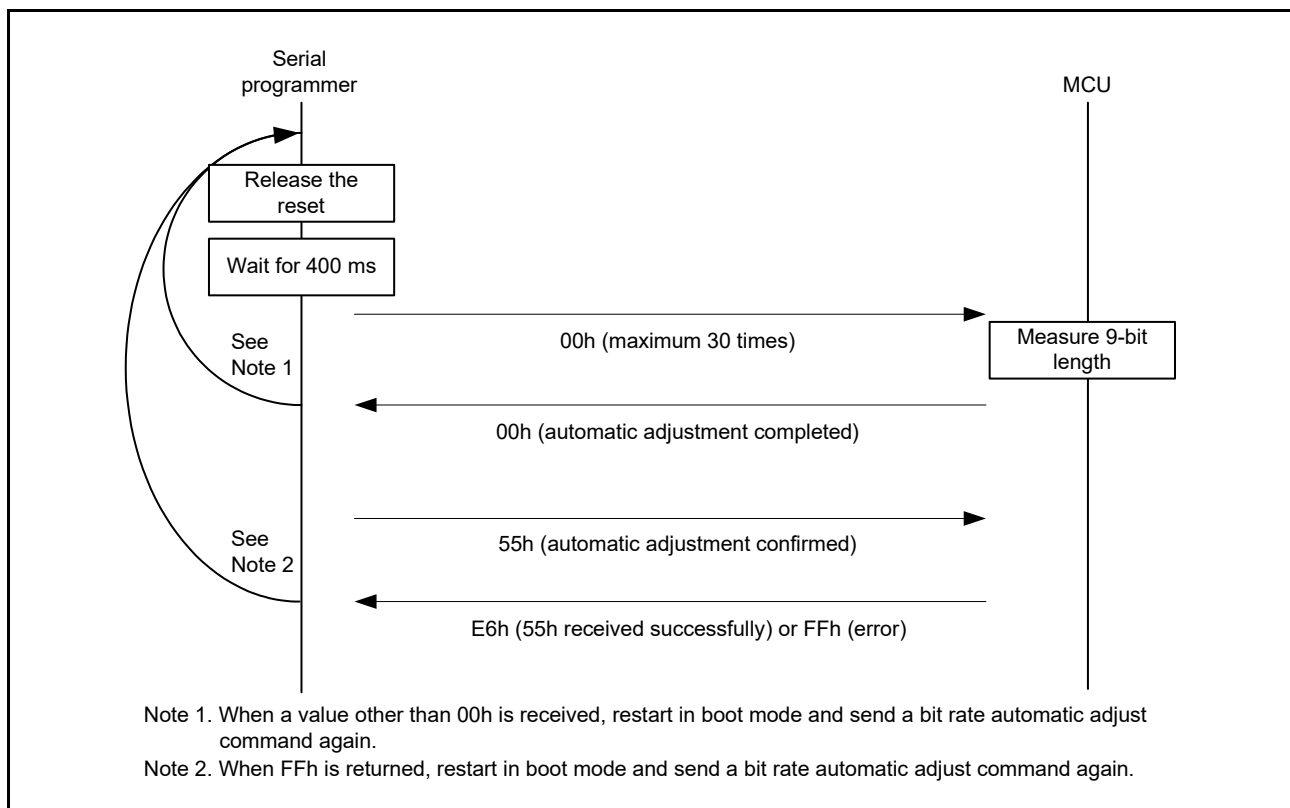 Serial
programmer
MCU
Release the
reset
Wait for 400 ms
See
Note 1
00h (maximum 30 times)
Measure 9-bit
length
00h (automatic adjustment completed)
See
Note 2
55h (automatic adjustment confirmed)
E6h (55h received successfully) or FFh (error)
Note 1. When a value other than 00h is received, restart in boot mode and send a bit rate automatic adjust
command again.
Note 2. When FFh is returned, restart in boot mode and send a bit rate automatic adjust command again.